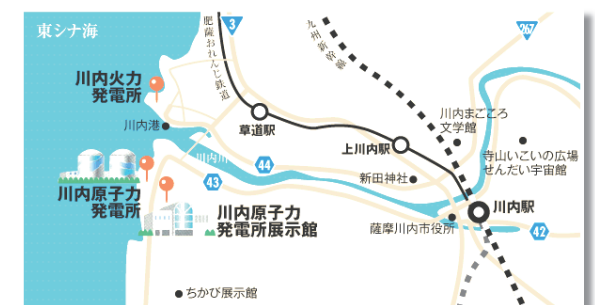 東シナ海
肥薩おれんじ鉄道
3
九州新幹線
267
川内火力
発電所
川内港
草道駅
川内まごころ
文学館
上川内駅
寺山いこいの広場
せんだい宇宙館
川内川
44
43
新田神社
川内原子力
発電所
川内原子力
発電所展示館
川内駅
薩摩川内市役所
42
ちかび展示館